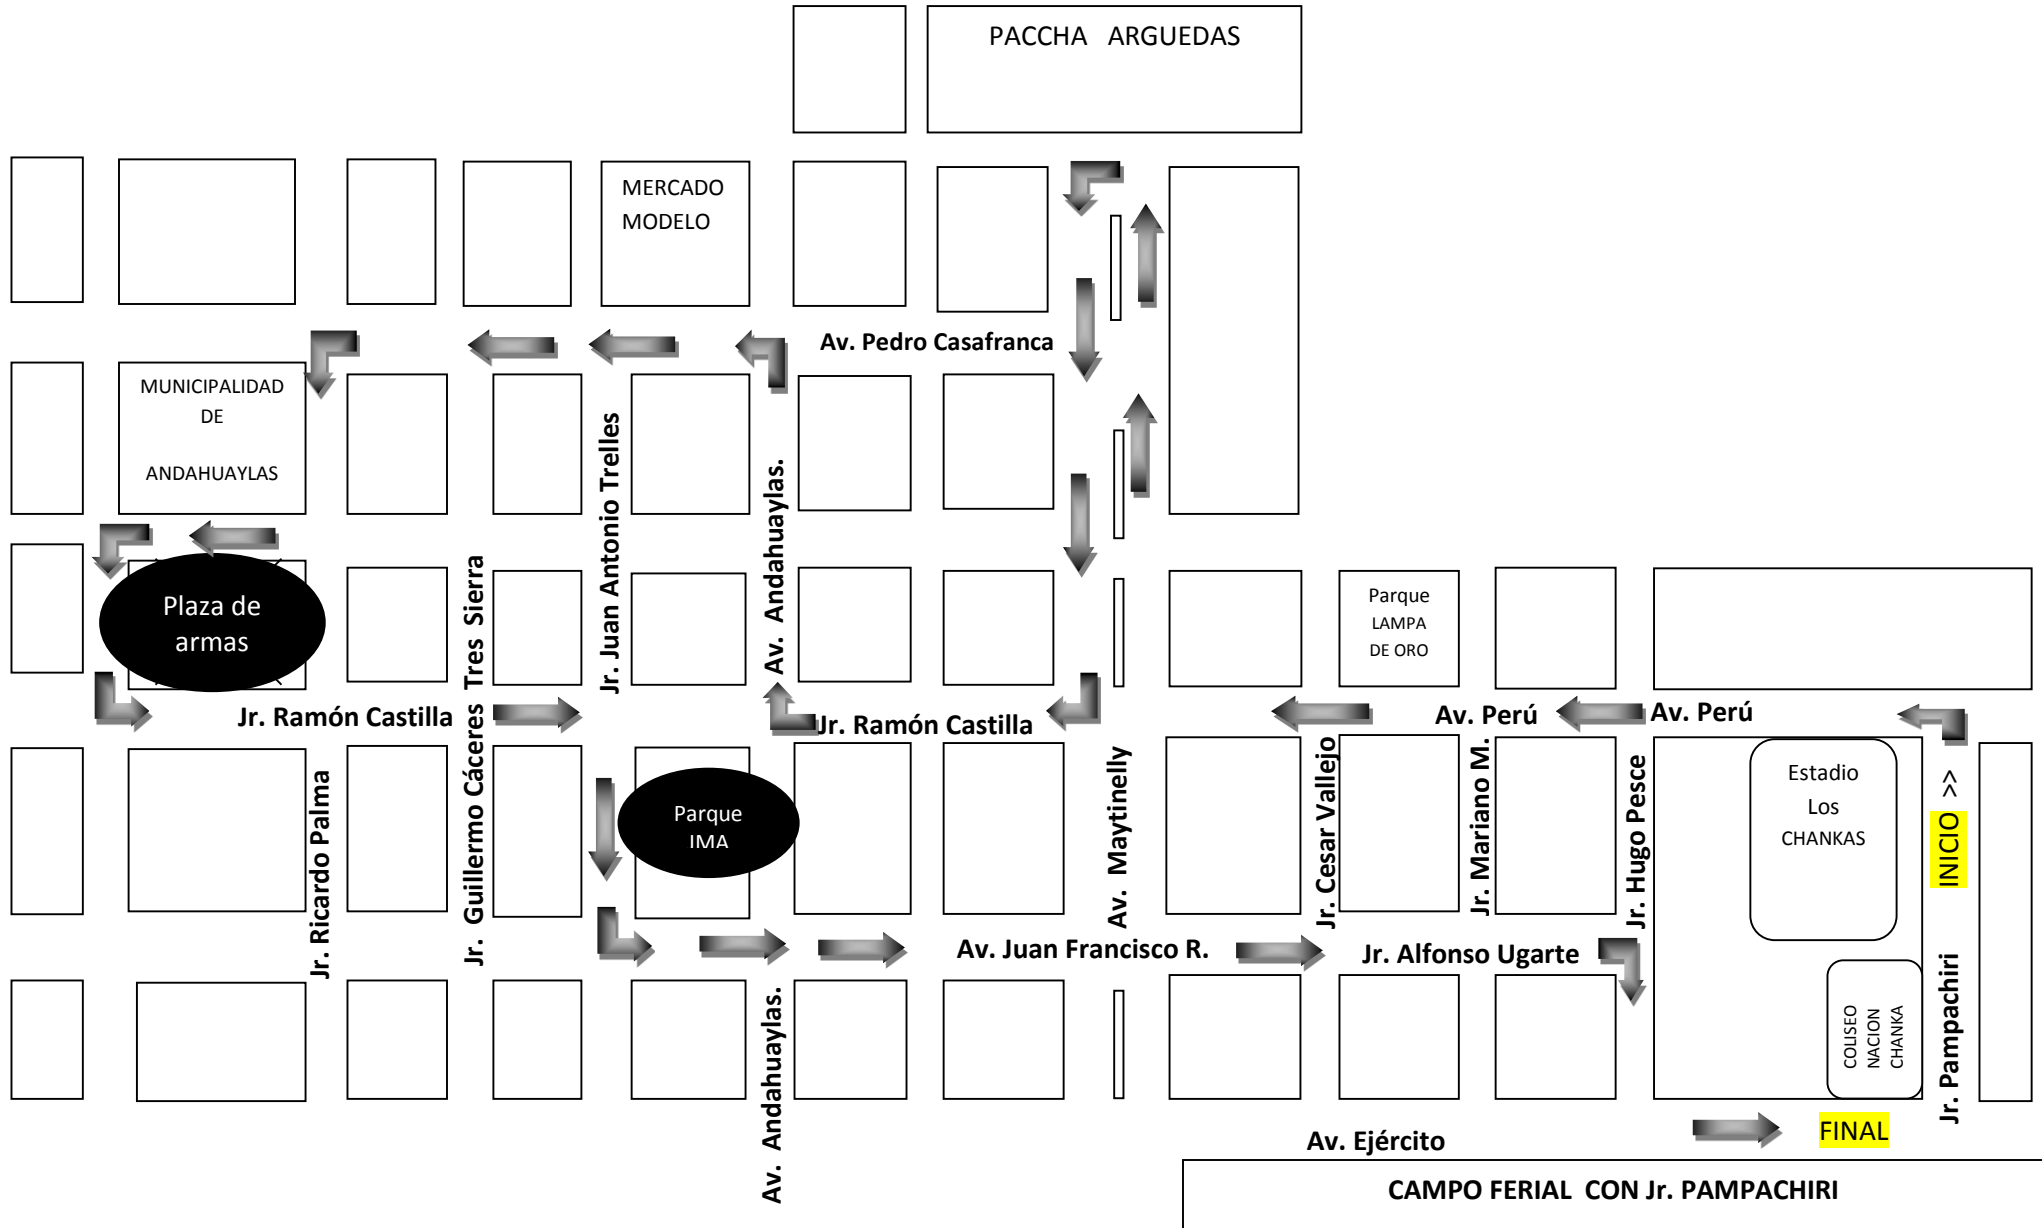 PACCHA ARGUEDAS
MERCADO
MODELO
Av. Pedro Casafranca
MUNICIPALIDAD
DE
ANDAHUAYLAS
Jr. Juan Antonio Trelles
Av. Andahuaylas.
Plaza de
armas
Parque
LAMPA
DE ORO
Jr. Ramón Castilla
Jr. Guillermo Cáceres Tres Sierra
Jr. Ramón Castilla
Av. Perú
Av. Perú
Jr. Ricardo Palma
Parque
IMA
Av. Maytinelly
Jr. Cesar Vallejo
Jr. Mariano M.
Jr. Hugo Pesce
Estadio
Los
CHANKAS
INICIO >>
Av. Juan Francisco R.
Jr. Alfonso Ugarte
COLISEO
NACION
CHANKA
Jr. Pampachiri
Av. Andahuaylas.
Av. Ejército
FINAL
CAMPO FERIAL CON Jr. PAMPACHIRI